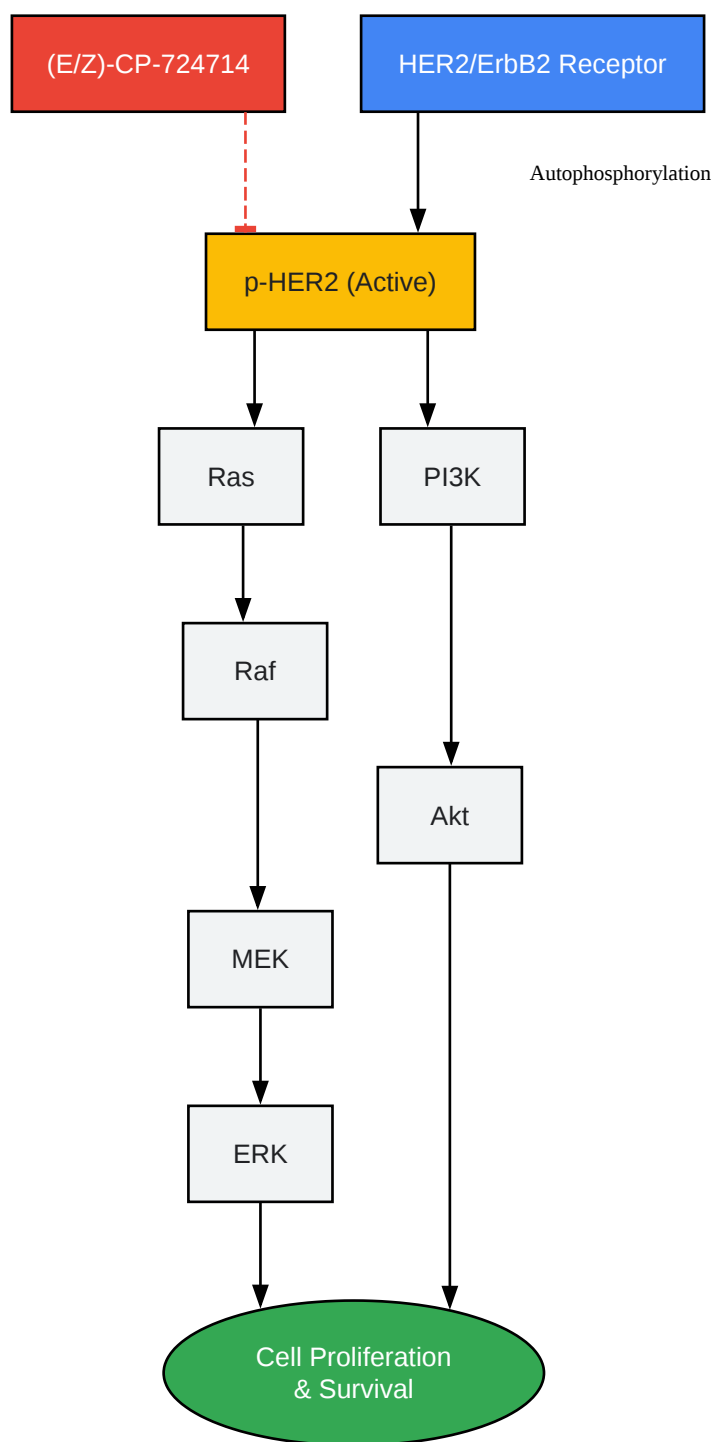 (E/Z)-CP-724714
HER2/ErbB2 Receptor
Autophosphorylation
p-HER2 (Active)
Ras
PI3K
Raf
Akt
MEK
ERK
Cell Proliferation
& Survival